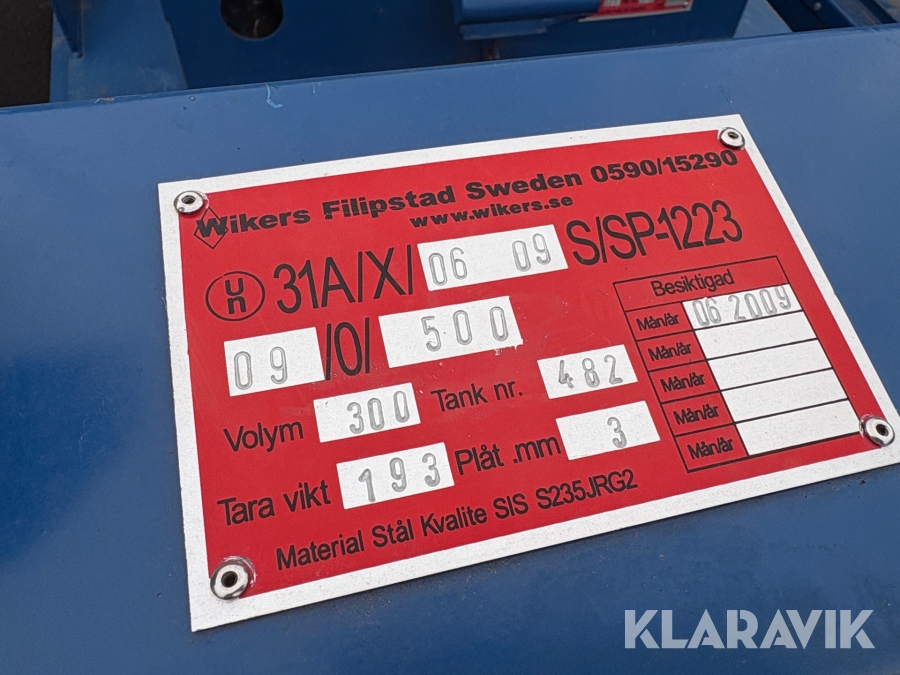 Wikers Filipstad Sweden 0590/15290
www.wikers.se
un 31A/X/ 06 09 S/SP-1223
09 /0/ 500
Volym 300 Tank nr. 482
Tara vikt 193 Plåt .mm 3
Material Stål Kvalite SIS S235JRG2
Besiktigad
Mån/år 06 2009
Mån/år
Mån/år
Mån/år
Mån/år
KLARAVIK